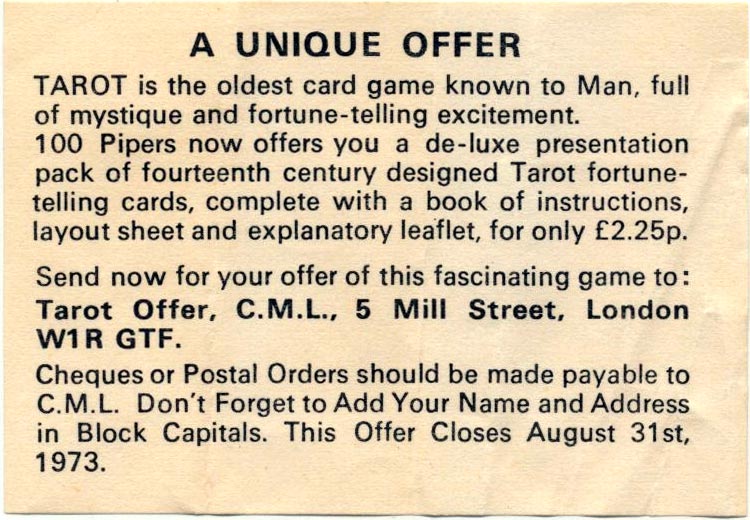 A UNIQUE OFFER
TAROT is the oldest card game known to Man, full
of mystique and fortune-telling excitement.
100 Pipers now offers you a de-luxe presentation
pack of fourteenth century designed Tarot fortune-
telling cards, complete with a book of instructions,
layout sheet and explanatory leaflet, for only £2.25p.
Send now for your offer of this fascinating game to:
Tarot Offer, C.M.L., 5 Mill Street, London
W1R GTF.
Cheques or Postal Orders should be made payable to
C.M.L. Don't Forget to Add Your Name and Address
in Block Capitals. This Offer Closes August 31st,
1973.